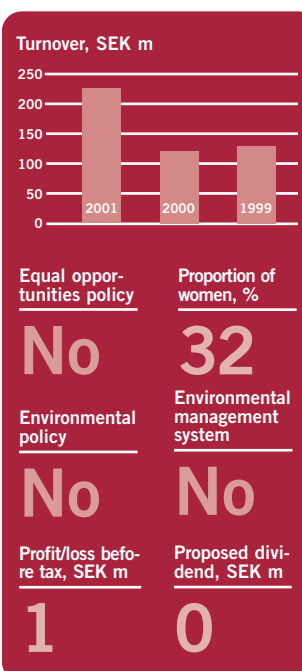 Turnover, SEK m
250
200
150
100
50
0
2001
2000
1999
Equal oppor-
tunities policy
No
Proportion of
women, %
32
Environmental
policy
No
Environmental
management
system
No
Profit/loss befo-
re tax, SEK m
1
Proposed divi-
dend, SEK m
0